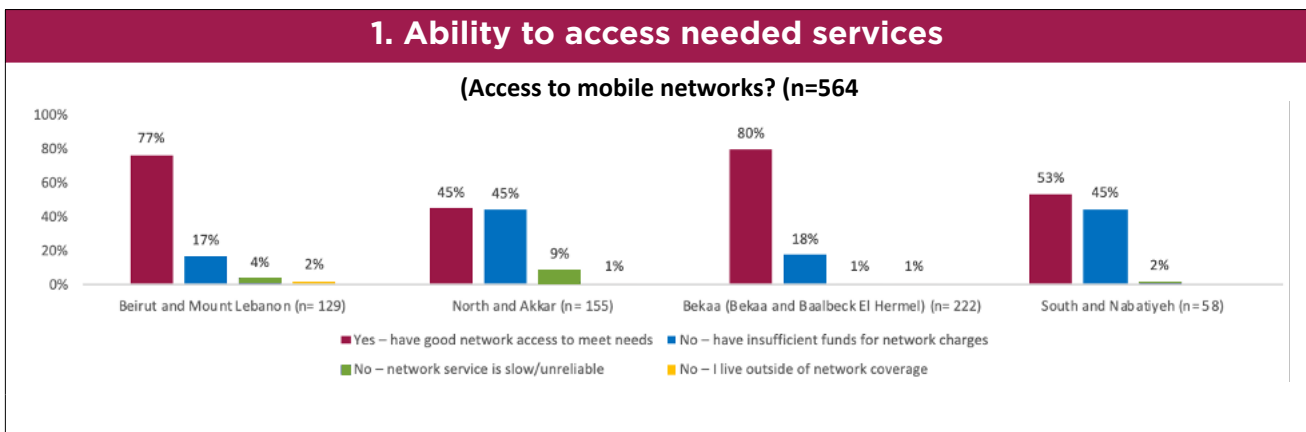 1. Ability to access needed services
(Access to mobile networks? (n=564
100%
80%
60%
40%
20%
0%
77%
17%
4%
2%
45%
45%
9%
1%
80%
18%
1%
1%
53%
45%
2%
Beirut and Mount Lebanon (n= 129)
North and Akkar (n= 155)
Bekaa (Bekaa and Baalbeck El Hermel) (n= 222)
South and Nabatiyeh (n= 58)
Yes – have good network access to meet needs
No – have insufficient funds for network charges
No – network service is slow/unreliable
No – I live outside of network coverage